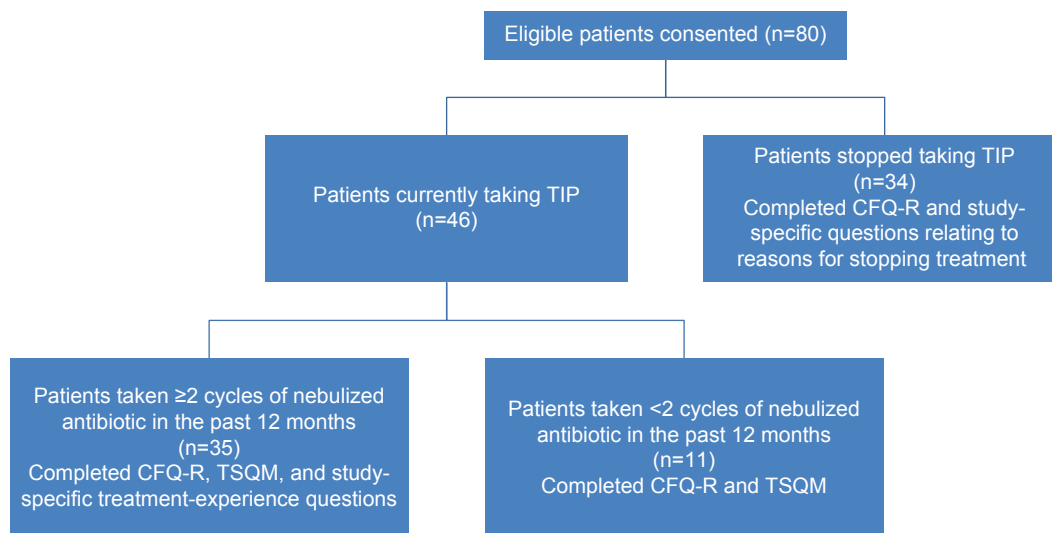 Eligible patients consented (n=80)
Patients currently taking TIP
(n=46)
Patients stopped taking TIP
(n=34)
Completed CFQ-R and study-
specific questions relating to
reasons for stopping treatment
Patients taken ≥2 cycles of nebulized
antibiotic in the past 12 months
(n=35)
Completed CFQ-R, TSQM, and study-
specific treatment-experience questions
Patients taken <2 cycles of nebulized
antibiotic in the past 12 months
(n=11)
Completed CFQ-R and TSQM